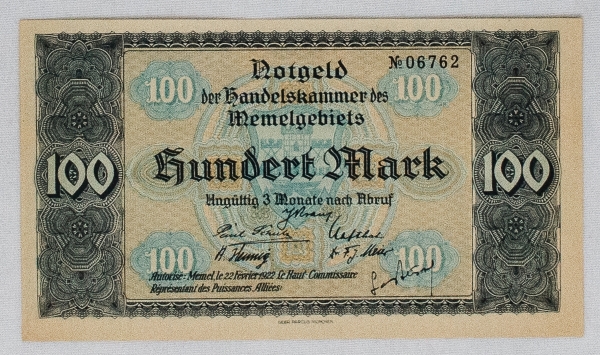 100 Notgeld № 06762 100
der Handelskammer des
Memelgebiets
100 Hundert Mark 100
Ungültig 3 Monate nach Abruf
100 100
Autorisé: Memel, le 22 Février 1922 Le Haut-Commissaire
Représentant des Puissances Alliées: